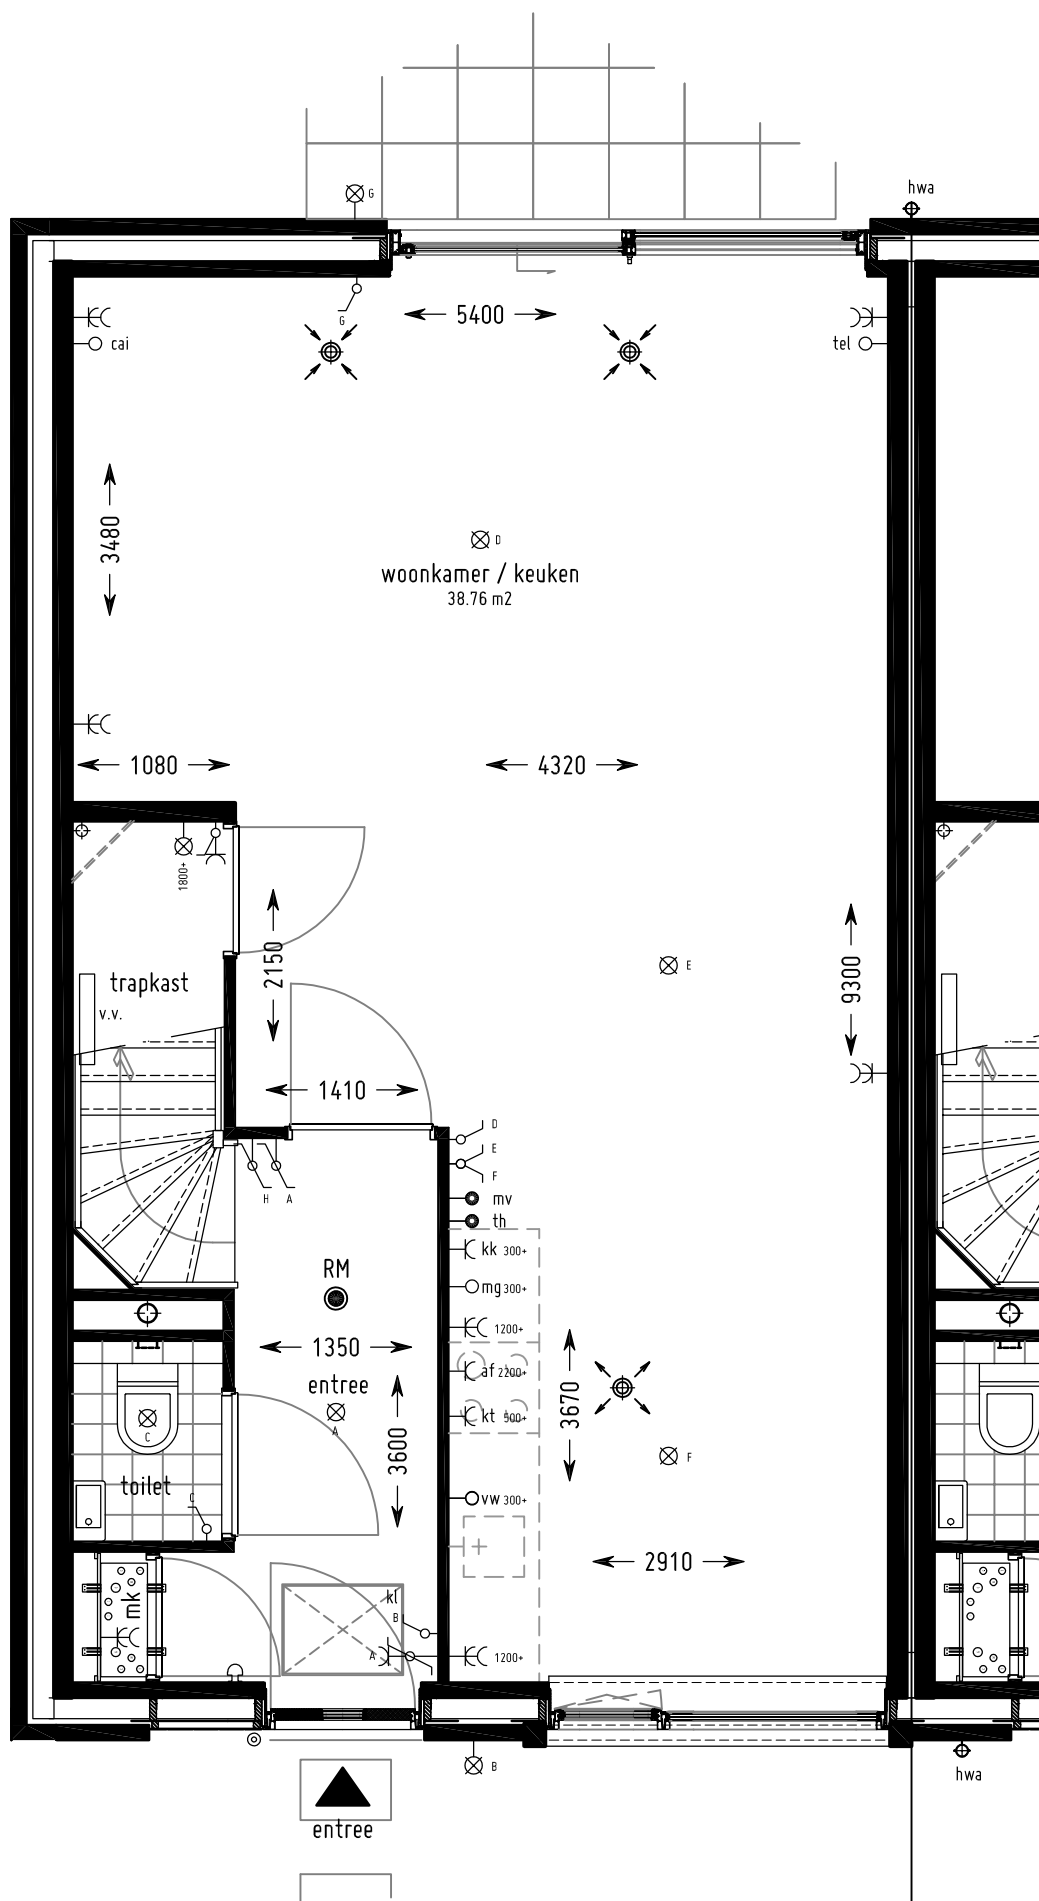 hwa
G
G
5400
cai
tel
3480
D
woonkamer / keuken
38.76 m2
1080
4320
1800+
2150
E
9300
trapkast
v.v.
1410
D
E
F
H
A
mv
th
kk 300+
RM
mg 300+
1200+
1350
entree
af 2200+
3670
A
kt 500+
C
3600
F
toilet
C
vw 300+
2910
kl
mk
B
A
1200+
B
hwa
entree